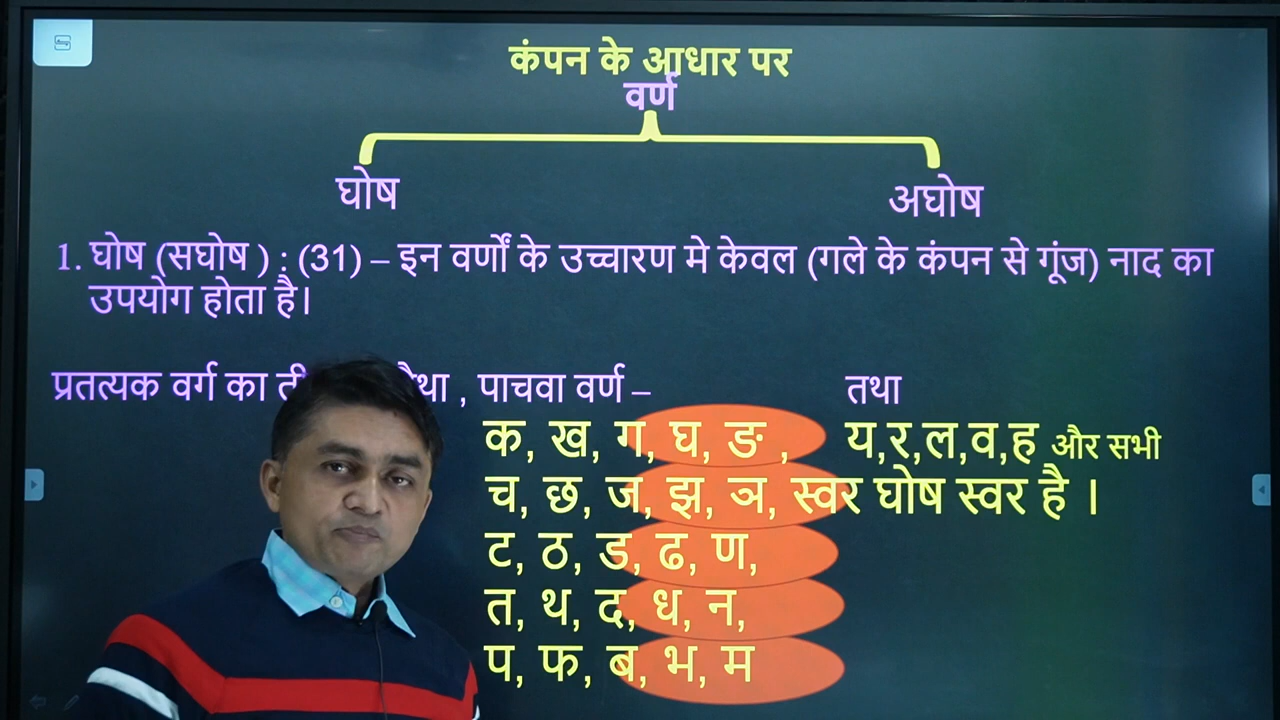 कंपन के आधार पर
वर्ण
घोष अघोष
1. घोष (सघोष ) : (31) – इन वर्णों के उच्चारण मे केवल (गले के कंपन से गूंज) नाद का
उपयोग होता है।
प्रतत्यक वर्ग का , पाचवा वर्ण – तथा
क, ख, ग, घ, ङ , य,र,ल,व,ह और सभी
च, छ, ज, झ, ञ, स्वर घोष स्वर है ।
ट, ठ, ड, ढ, ण,
त, थ, द, ध, न,
प, फ, ब, भ, म